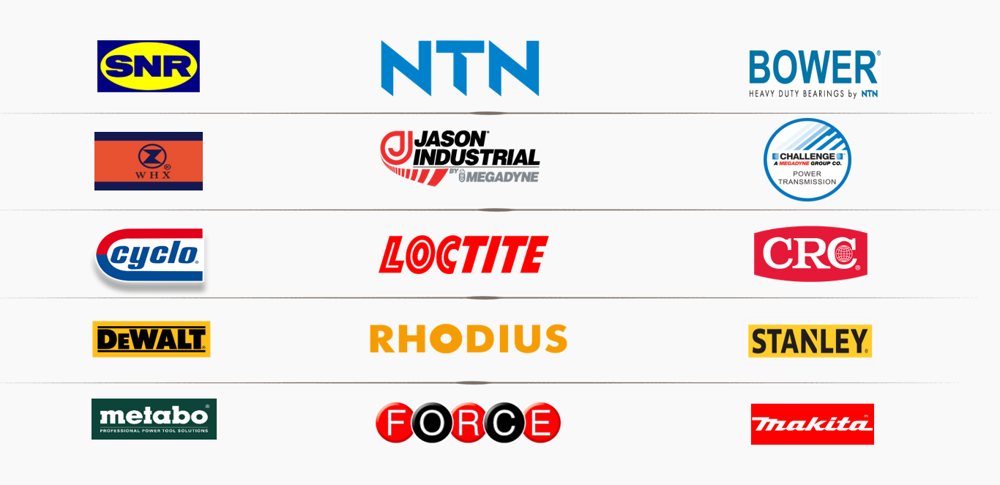 SNR
NTN
BOWER®
HEAVY DUTY BEARINGS by NTN
WHX®
JASON®
INDUSTRIAL
BY MEGADYNE
CHALLENGE
A MEGADYNE GROUP CO.
POWER
TRANSMISSION
cyclo®
LOCTITE
CRC®
DEWALT®
RHODIUS
STANLEY®
metabo®
PROFESSIONAL POWER TOOL SOLUTIONS
FORCE
makita